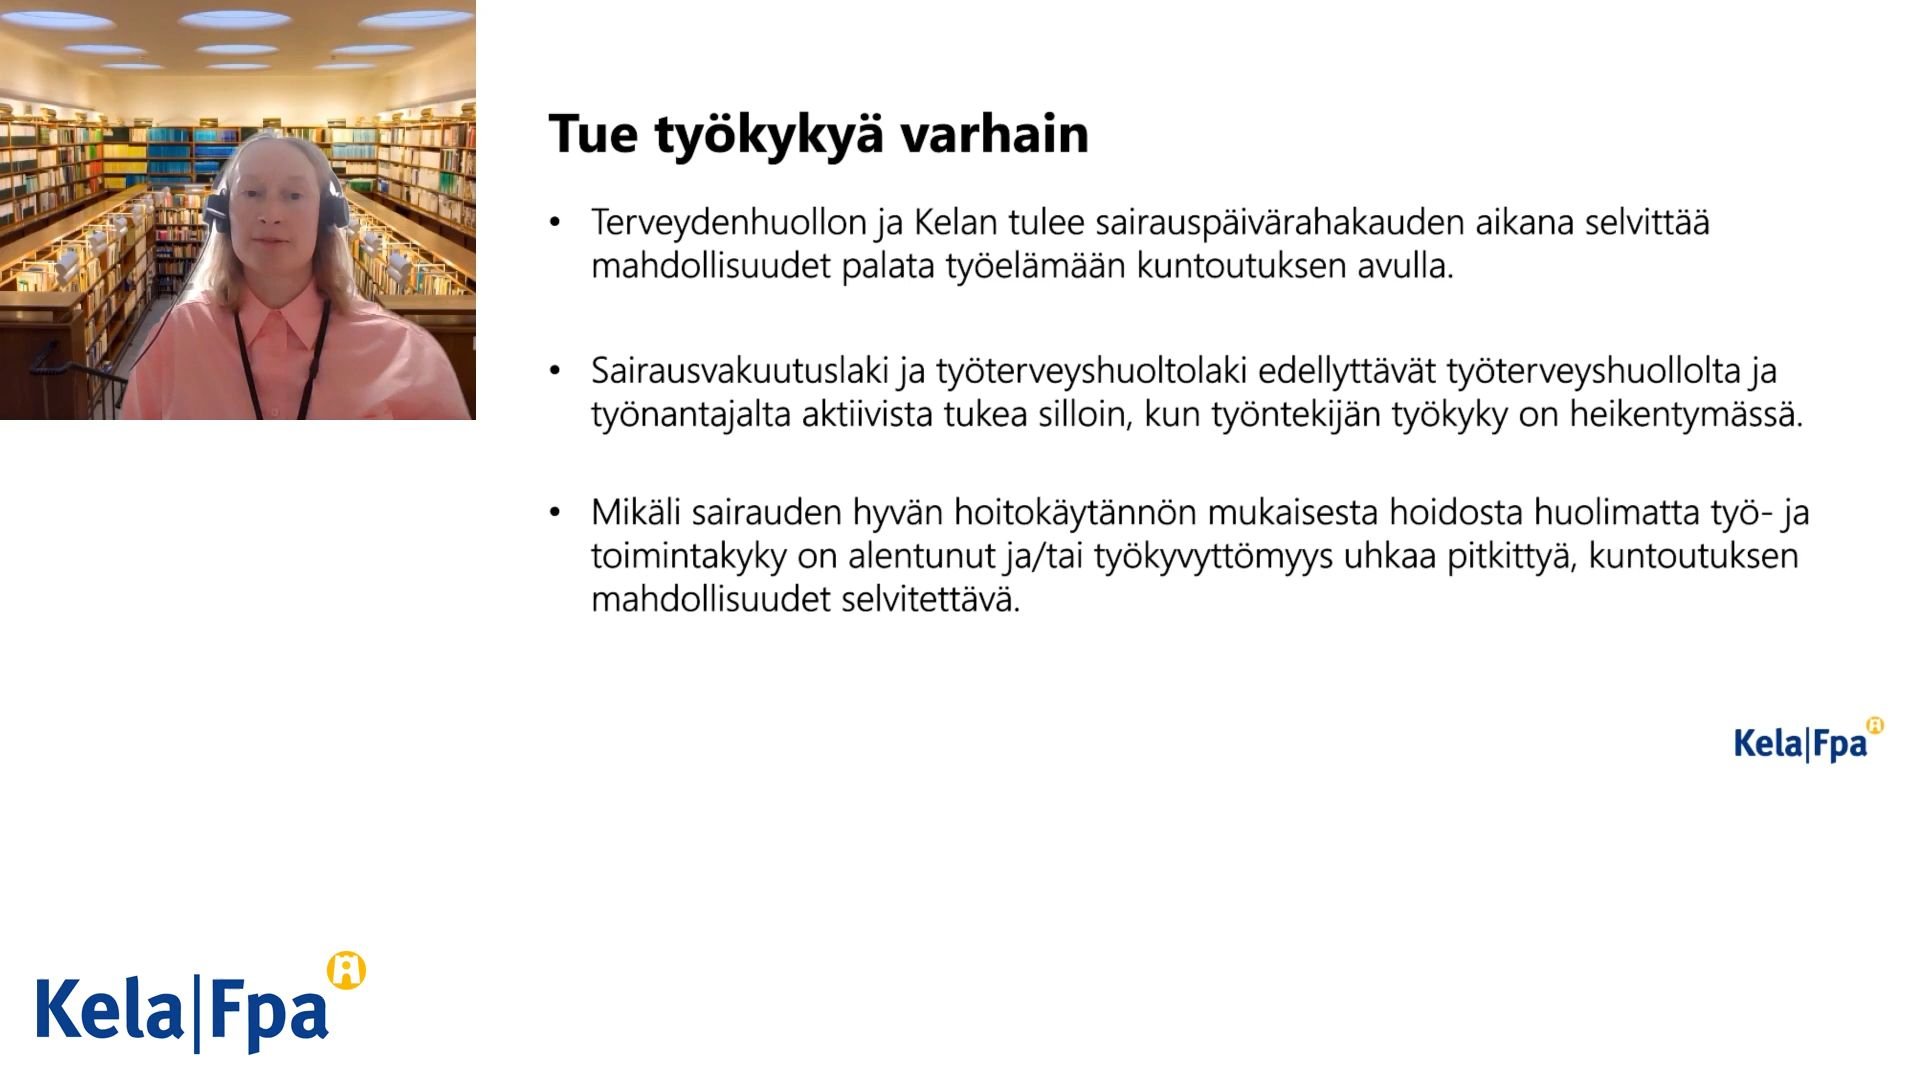 Tue työkykyä varhain
• Terveydenhuollon ja Kelan tulee sairauspäivärahakauden aikana selvittää
mahdollisuudet palata työelämään kuntoutuksen avulla.
• Sairausvakuutuslaki ja työterveyshuoltolaki edellyttävät työterveyshuollolta ja
työnantajalta aktiivista tukea silloin, kun työntekijän työkyky on heikentymässä.
• Mikäli sairauden hyvän hoitokäytännön mukaisesta hoidosta huolimatta työ- ja
toimintakyky on alentunut ja/tai työkyvyttömyys uhkaa pitkittyä, kuntoutuksen
mahdollisuudet selvitettävä.
Kela|Fpa
Kela|Fpa